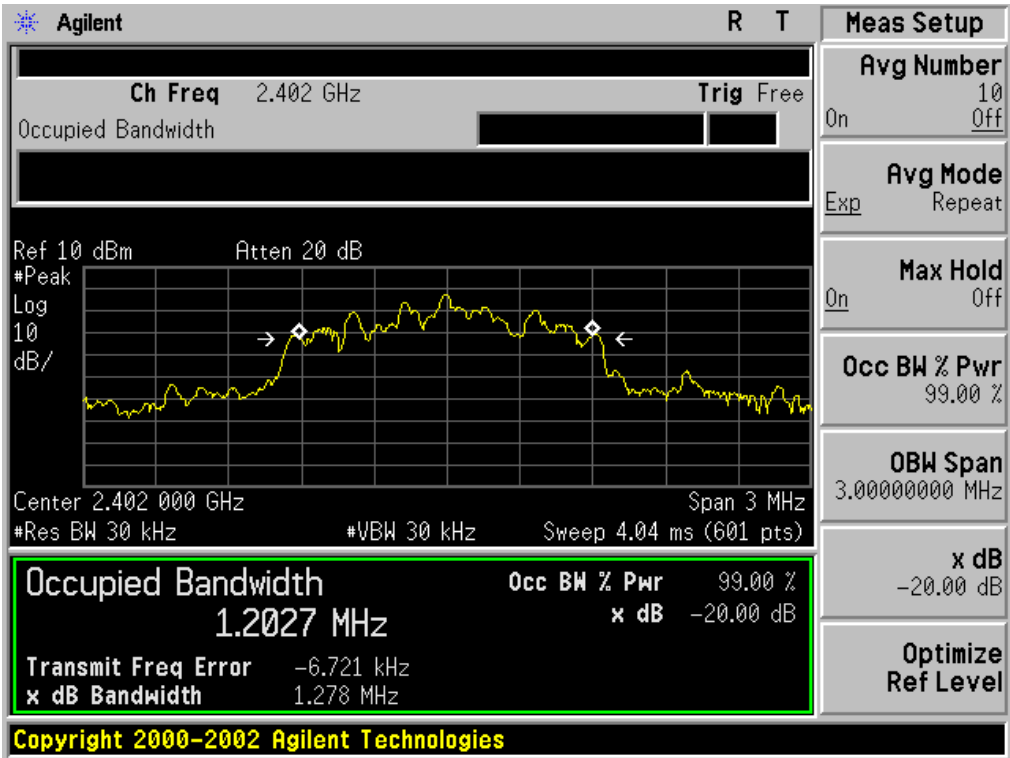 Agilent R T
Ch Freq 2.402 GHz Trig Free
Occupied Bandwidth
Ref 10 dBm Atten 20 dB
#Peak
Log
10
dB/
Center 2.402 000 GHz Span 3 MHz
#Res BW 30 kHz #VBW 30 kHz Sweep 4.04 ms (601 pts)
Occupied Bandwidth Occ BW % Pwr 99.00 %
1.2027 MHz x dB -20.00 dB
Transmit Freq Error -6.721 kHz
x dB Bandwidth 1.278 MHz
Copyright 2000-2002 Agilent Technologies
Meas Setup
Avg Number
10
On Off
Avg Mode
Exp Repeat
Max Hold
On Off
Occ BW % Pwr
99.00 %
OBW Span
3.00000000 MHz
x dB
-20.00 dB
Optimize
Ref Level